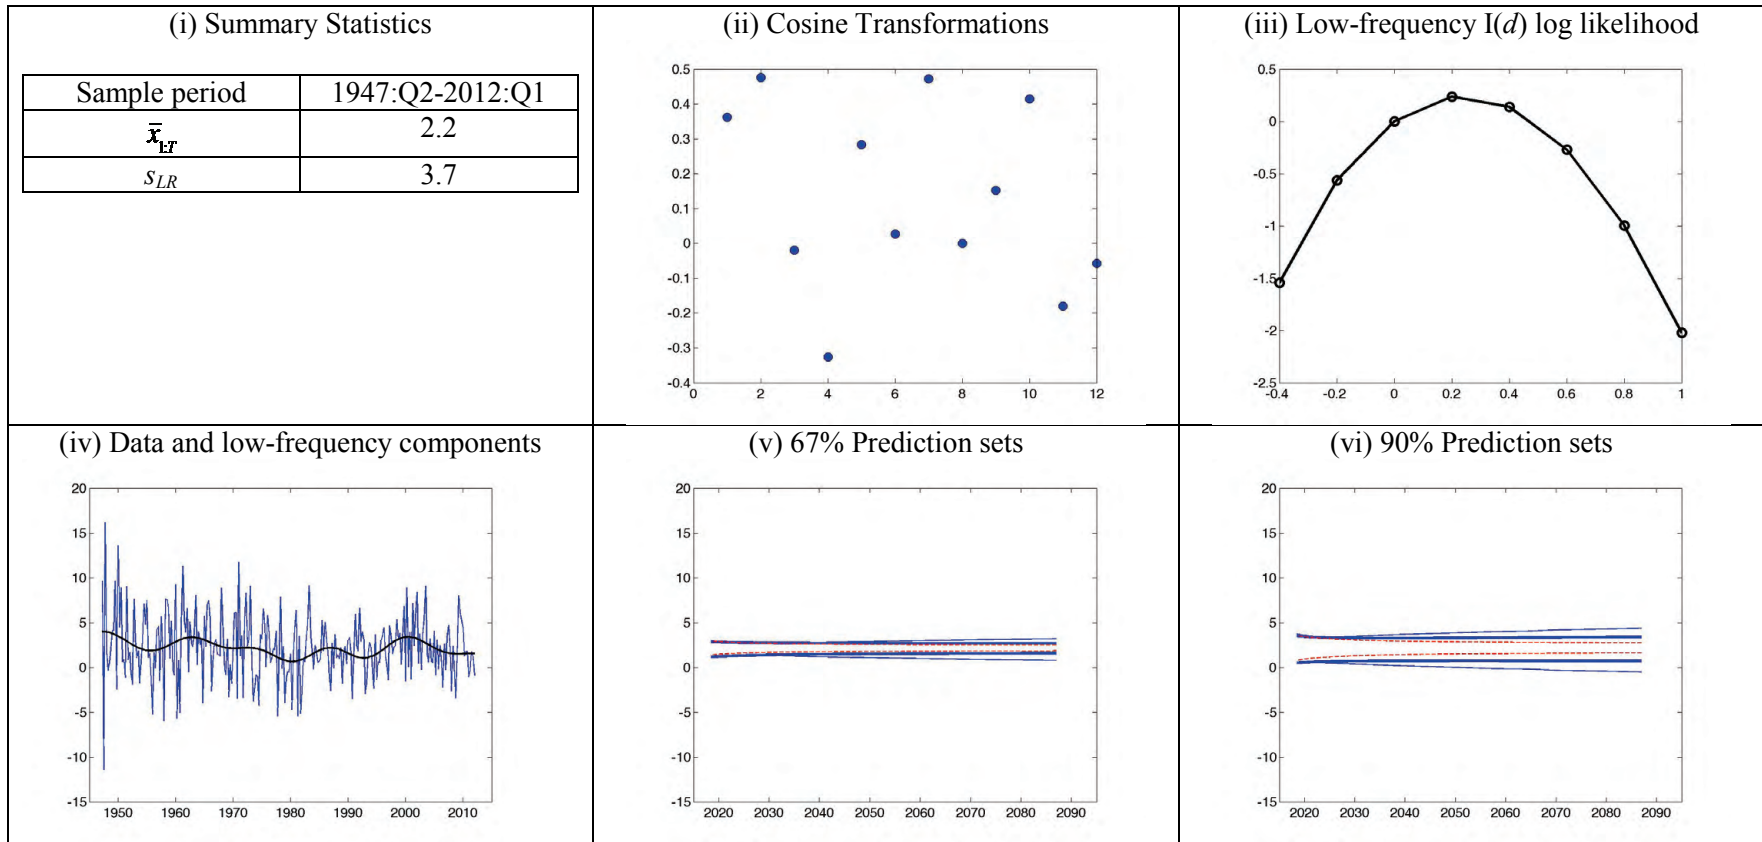 (i) Summary Statistics
Sample period 1947:Q2-2012:Q1
x̄1:T 2.2
sLR 3.7
(ii) Cosine Transformations
0.5
0.4
0.3
0.2
0.1
0
-0.1
-0.2
-0.3
-0.4
0 2 4 6 8 10 12
(iii) Low-frequency I(d) log likelihood
0.5
0
-0.5
-1
-1.5
-2
-2.5
-0.4 -0.2 0 0.2 0.4 0.6 0.8 1
(iv) Data and low-frequency components
20
15
10
5
0
-5
-10
-15
1950 1960 1970 1980 1990 2000 2010
(v) 67% Prediction sets
20
15
10
5
0
-5
-10
-15
2020 2030 2040 2050 2060 2070 2080 2090
(vi) 90% Prediction sets
20
15
10
5
0
-5
-10
-15
2020 2030 2040 2050 2060 2070 2080 2090